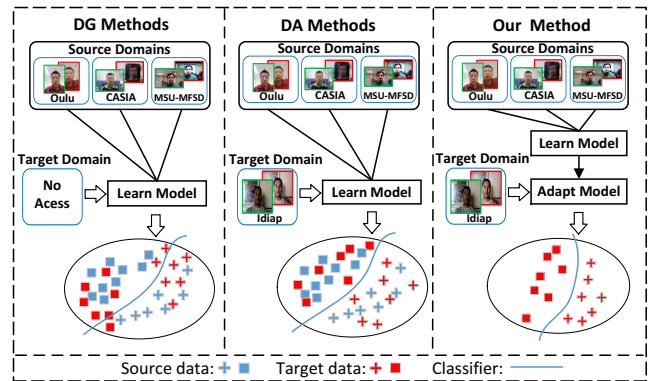 DG Methods
Source Domains
Oulu
CASIA
MSU-MFSD
Target Domain
No
Acess
Learn Model
DA Methods
Source Domains
Oulu
CASIA
MSU-MFSD
Target Domain
Idiap
Learn Model
Our Method
Source Domains
Oulu
CASIA
MSU-MFSD
Learn Model
Target Domain
Idiap
Adapt Model
Source data: Target data: Classifier: